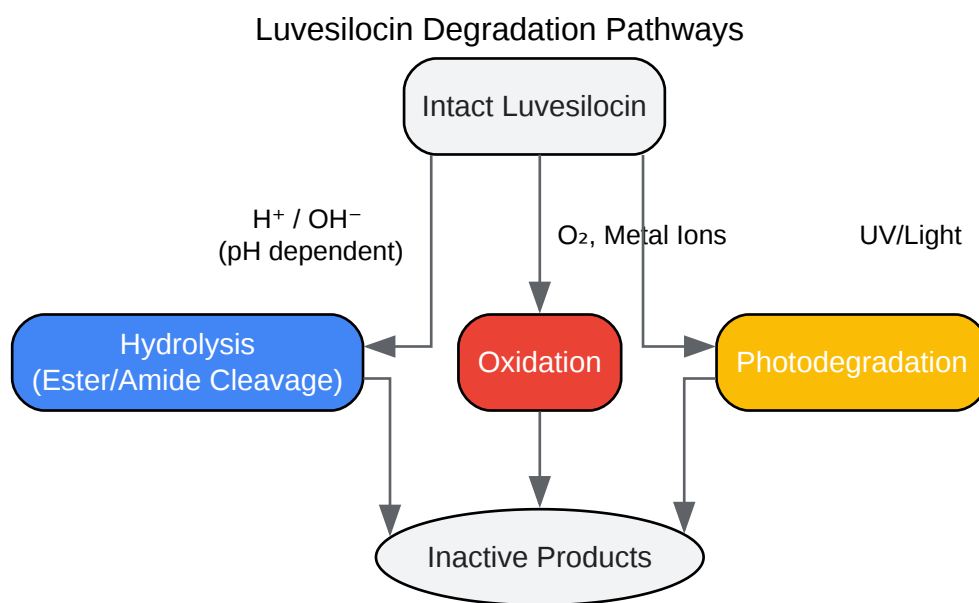 Luvesilocin Degradation Pathways
Intact Luvesilocin
H⁺ / OH⁻
(pH dependent)
O₂, Metal Ions
UV/Light
Hydrolysis
(Ester/Amide Cleavage)
Oxidation
Photodegradation
Inactive Products